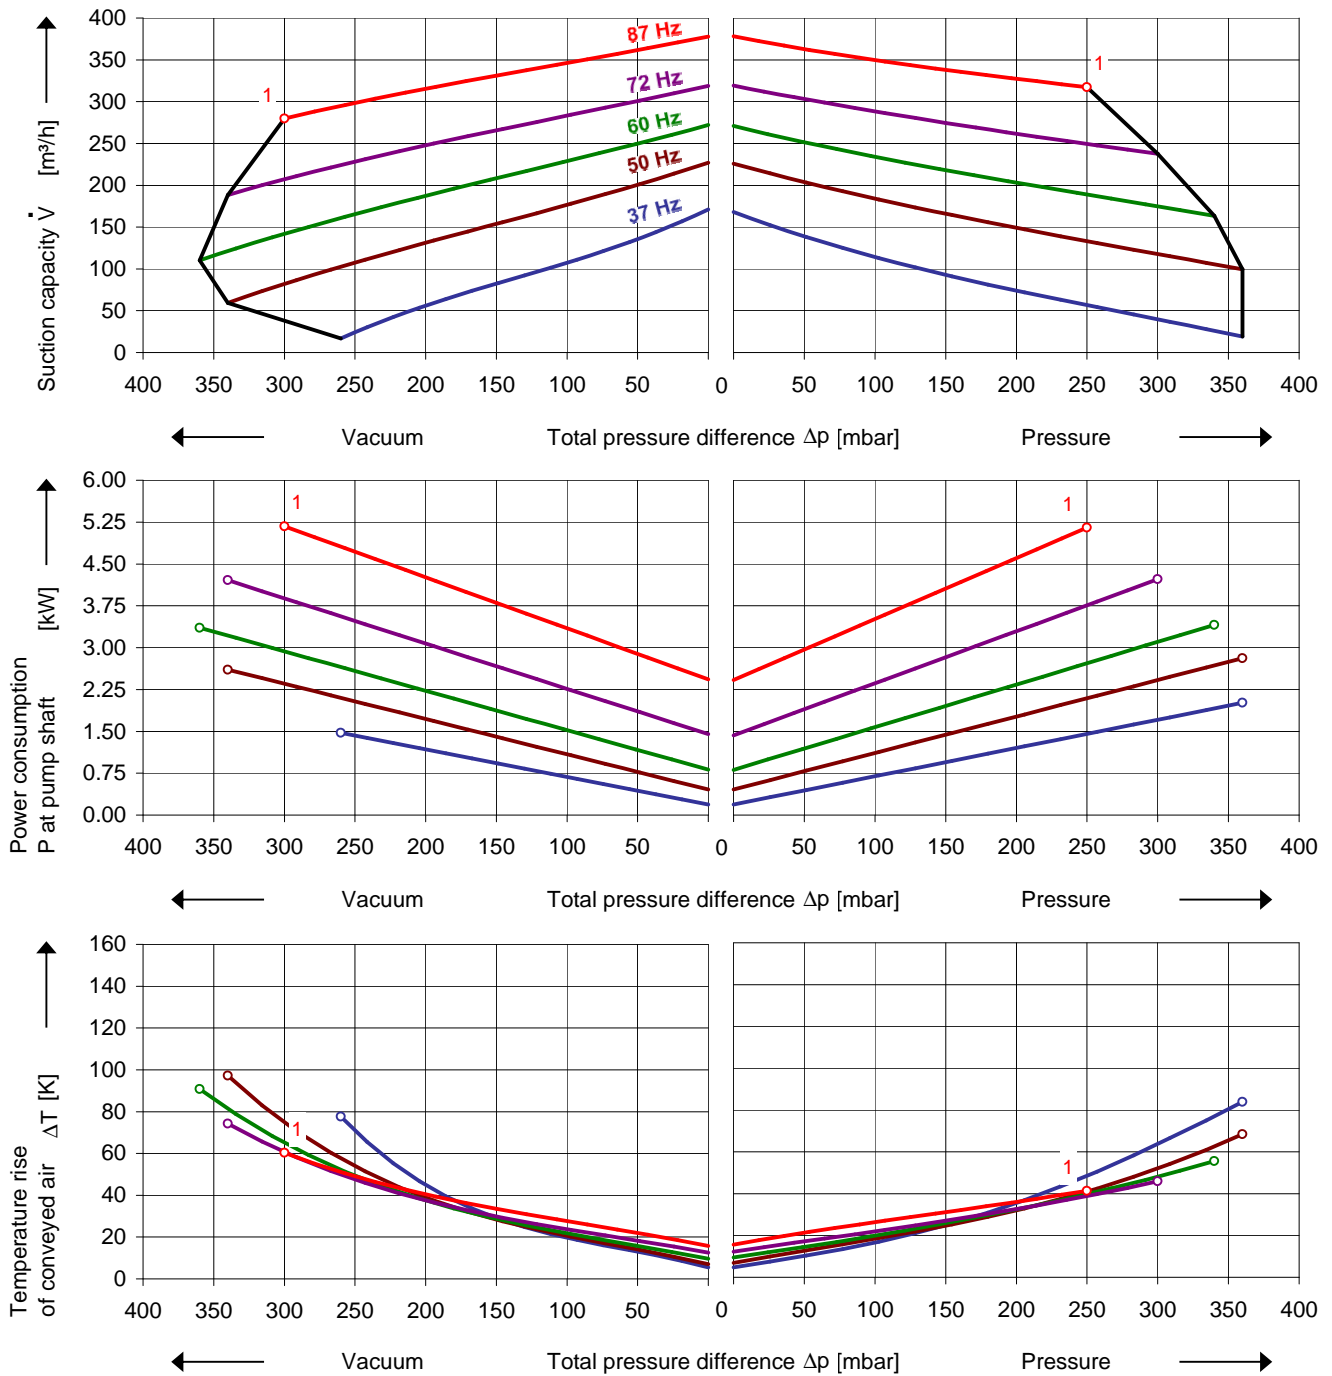 Suction capacity V̇ [m³/h]
400
350
300
250
200
150
100
50
0
87 Hz
72 Hz
60 Hz
50 Hz
37 Hz
1
1
400 350 300 250 200 150 100 50 0 50 100 150 200 250 300 350 400
Vacuum Total pressure difference Δp [mbar] Pressure
Power consumption
P at pump shaft [kW]
6.00
5.25
4.50
3.75
3.00
2.25
1.50
0.75
0.00
1
1
400 350 300 250 200 150 100 50 0 50 100 150 200 250 300 350 400
Vacuum Total pressure difference Δp [mbar] Pressure
Temperature rise
of conveyed air ΔT [K]
160
140
120
100
80
60
40
20
0
1
1
400 350 300 250 200 150 100 50 0 50 100 150 200 250 300 350 400
Vacuum Total pressure difference Δp [mbar] Pressure